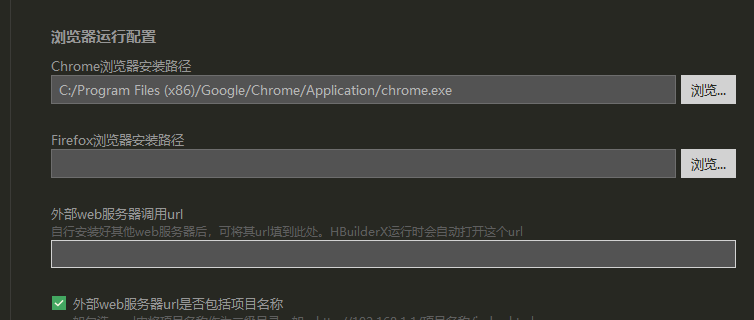 浏览器运行配置
Chrome浏览器安装路径
C:/Program Files (x86)/Google/Chrome/Application/chrome.exe
浏览...
Firefox浏览器安装路径
浏览...
外部web服务器调用url
自行安装好其他web服务器后，可将其url填到此处。HBuilderX运行时会自动打开这个url
外部web服务器url是否包括项目名称